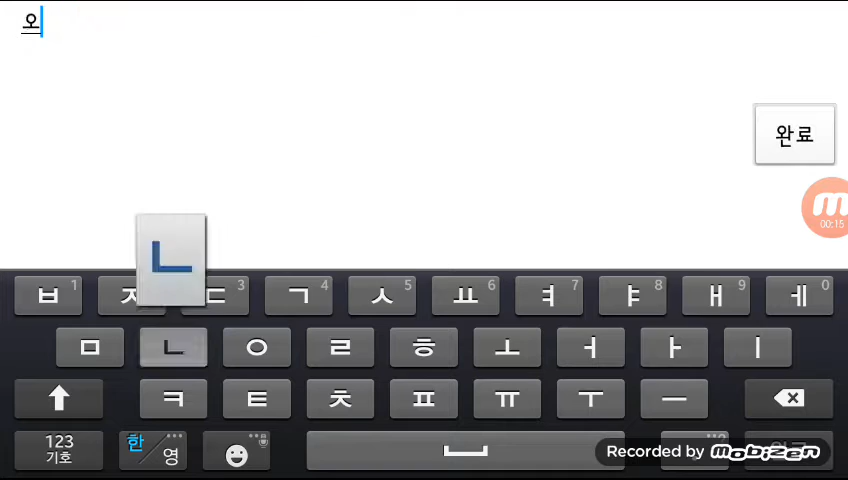 오
완료
00:15
ㄴ
ㅂ 1 ㅈ ㄷ 3 ㄱ 4 ㅅ 5 ㅛ 6 ㅕ 7 ㅑ 8 ㅐ 9 ㅔ 0
ㅁ ㄴ ㅇ ㄹ ㅎ ㅗ ㅓ ㅏ ㅣ
ㅋ ㅌ ㅊ ㅍ ㅠ ㅜ ㅡ
123 기호 한/영
Recorded by mobizen